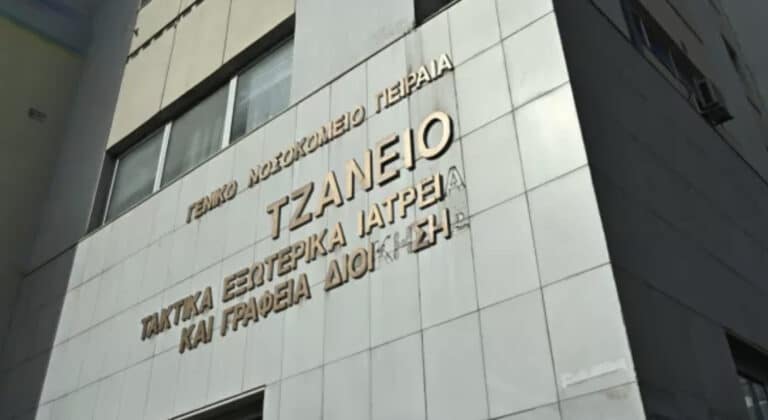 ΓΕΝΙΚΟ ΝΟΣΟΚΟΜΕΙΟ ΠΕΙΡΑΙΑ
ΤΖΑΝΕΙΟ
ΤΑΚΤΙΚΑ ΕΞΩΤΕΡΙΚΑ ΙΑΤΡΕΙΑ
ΚΑΙ ΓΡΑΦΕΙΑ ΔΙΟΙΚΗΣΗΣ